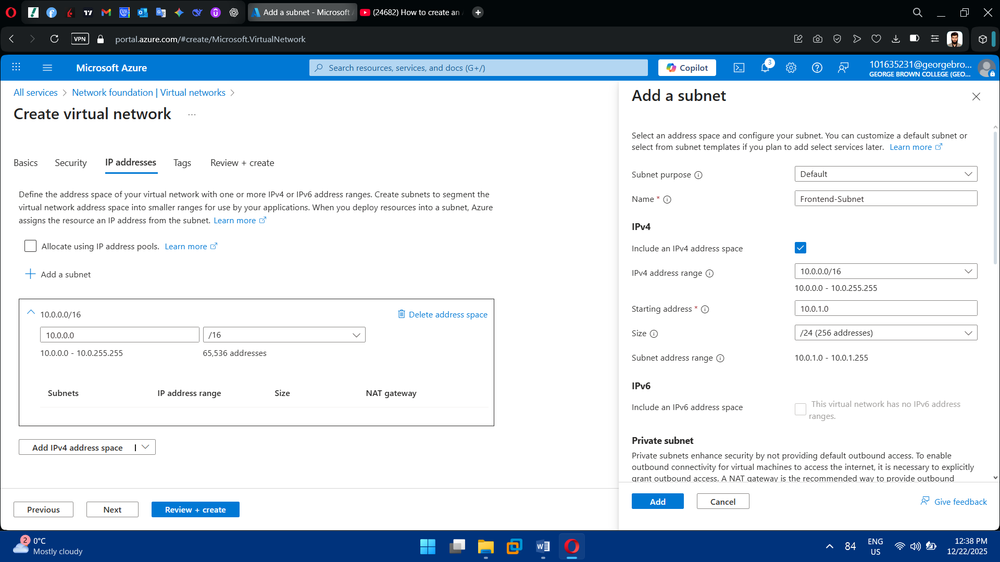 Add a subnet - Microsoft
(24682) How to create an
VPN
portal.azure.com/#create/Microsoft.VirtualNetwork
Microsoft Azure
Search resources, services, and docs (G+/)
Copilot
3
101635231@georgebro...
GEORGE BROWN COLLEGE (GEO...
All services
Network foundation | Virtual networks
Create virtual network
...
Basics
Security
IP addresses
Tags
Review + create
Define the address space of your virtual network with one or more IPv4 or IPv6 address ranges. Create subnets to segment the
virtual network address space into smaller ranges for use by your applications. When you deploy resources into a subnet, Azure
assigns the resource an IP address from the subnet. Learn more
Allocate using IP address pools. Learn more
Add a subnet
10.0.0.0/16
Delete address space
10.0.0.0
/16
10.0.0.0 - 10.0.255.255
65,536 addresses
Subnets
IP address range
Size
NAT gateway
Add IPv4 address space
Previous
Next
Review + create
Add a subnet
Select an address space and configure your subnet. You can customize a default subnet or
select from subnet templates if you plan to add select services later. Learn more
Subnet purpose
Default
Name *
Frontend-Subnet
IPv4
Include an IPv4 address space
IPv4 address range
10.0.0.0/16
10.0.0.0 - 10.0.255.255
Starting address *
10.0.1.0
Size
/24 (256 addresses)
Subnet address range
10.0.1.0 - 10.0.1.255
IPv6
Include an IPv6 address space
This virtual network has no IPv6 address
ranges.
Private subnet
Private subnets enhance security by not providing default outbound access. To enable
outbound connectivity for virtual machines to access the internet, it is necessary to explicitly
grant outbound access. A NAT gateway is the recommended way to provide outbound
Add
Cancel
Give feedback
2
0°C
Mostly cloudy
84
ENG
US
12:38 PM
12/22/2025